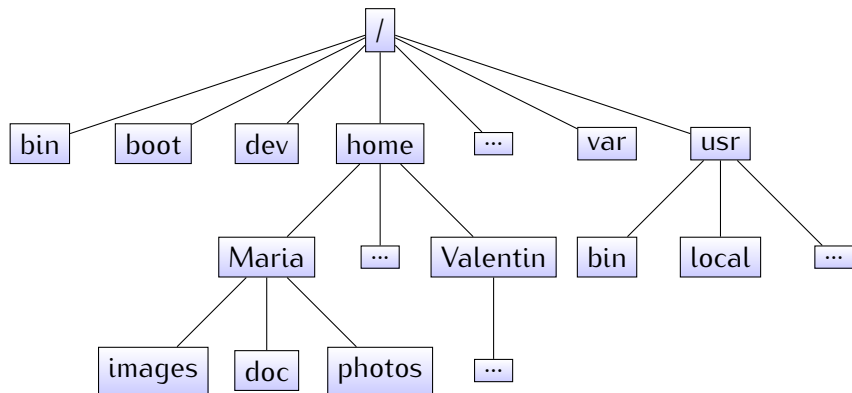 /
bin boot dev home ... var usr
Maria ... Valentin bin local ...
images doc photos ...